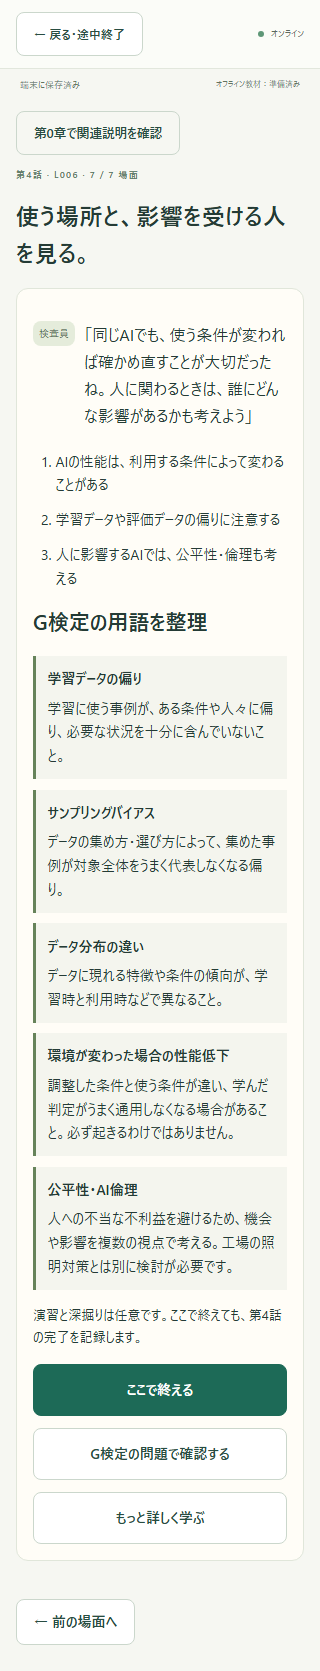 ← 戻る・途中終了
オンライン
端末に保存済み
オフライン教材：準備済み
第0章で関連説明を確認
第4話 · L006 · 7 / 7 場面
使う場所と、影響を受ける人
を見る。
検査員
「同じAIでも、使う条件が変われ
ば確かめ直すことが大切だった
ね。人に関わるときは、誰にどん
な影響があるかも考えよう」
1. AIの性能は、利用する条件によって変わる
ことがある
2. 学習データや評価データの偏りに注意する
3. 人に影響するAIでは、公平性・倫理も考
える
G検定の用語を整理
学習データの偏り
学習に使う事例が、ある条件や人々に偏
り、必要な状況を十分に含んでいないこ
と。
サンプリングバイアス
データの集め方・選び方によって、集めた事
例が対象全体をうまく代表しなくなる偏
り。
データ分布の違い
データに現れる特徴や条件の傾向が、学
習時と利用時などで異なること。
環境が変わった場合の性能低下
調整した条件と使う条件が違い、学んだ
判定がうまく通用しなくなる場合があるこ
と。必ず起きるわけではありません。
公平性・AI倫理
人への不当な不利益を避けるため、機会
や影響を複数の視点で考える。工場の照
明対策とは別に検討が必要です。
演習と深掘りは任意です。ここで終えても、第4話
の完了を記録します。
ここで終える
G検定の問題で確認する
もっと詳しく学ぶ
← 前の場面へ